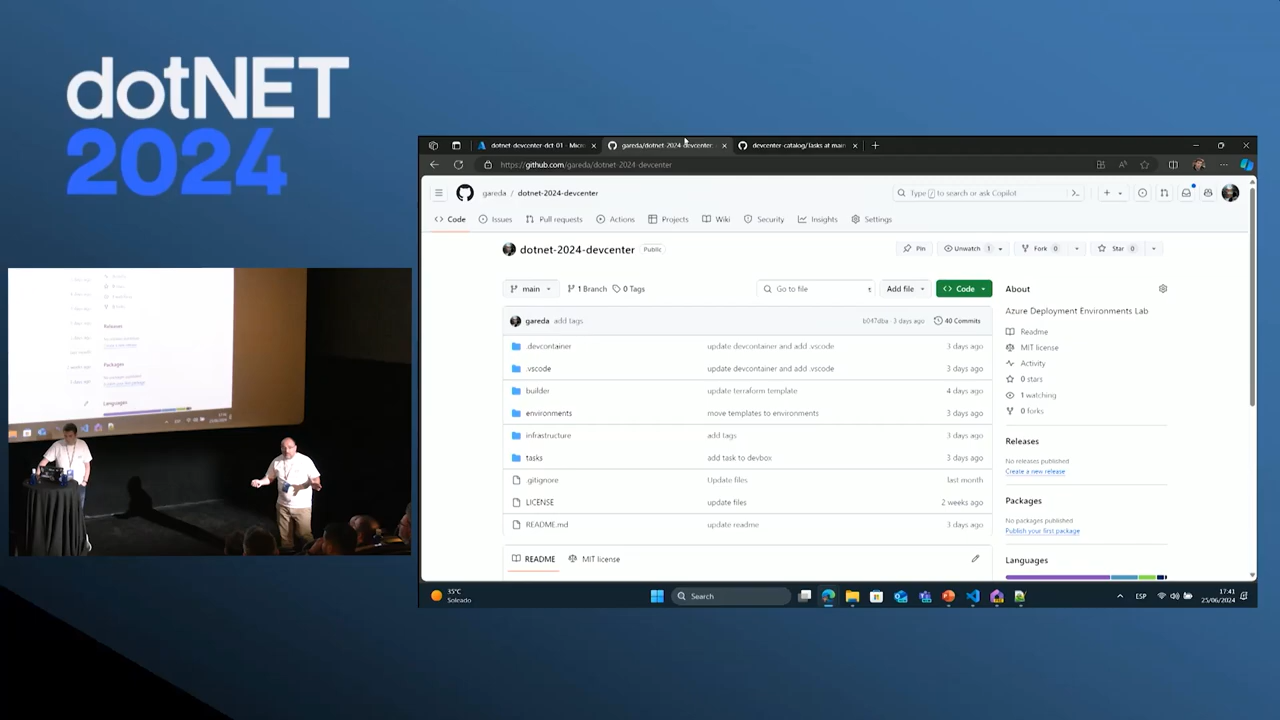 dotNET
2024
dotnet-devcenter-dct-01 - Micro
gareda/dotnet-2024-devcenter:
devcenter-catalog/Tasks at main
https://github.com/gareda/dotnet-2024-devcenter
gareda / dotnet-2024-devcenter
Type / to search or ask Copilot
Code Issues Pull requests Actions Projects Wiki Security Insights Settings
dotnet-2024-devcenter Public
Pin Unwatch 1 Fork 0 Star 0
main 1 Branch 0 Tags Go to file t Add file Code
gareda add tags b047dba · 3 days ago 40 Commits
.devcontainer update devcontainer and add .vscode 3 days ago
.vscode update devcontainer and add .vscode 3 days ago
builder update terraform template 4 days ago
environments move templates to environments 3 days ago
infrastructure add tags 3 days ago
tasks add task to devbox 3 days ago
.gitignore Update files last month
LICENSE update files 2 weeks ago
README.md update readme 3 days ago
README MIT license
About
Azure Deployment Environments Lab
Readme
MIT license
Activity
0 stars
1 watching
0 forks
Releases
No releases published
Create a new release
Packages
No packages published
Publish your first package
Languages
35°C
Soleado
Search
ESP
17:41
25/06/2024
Releases
Packages
Languages